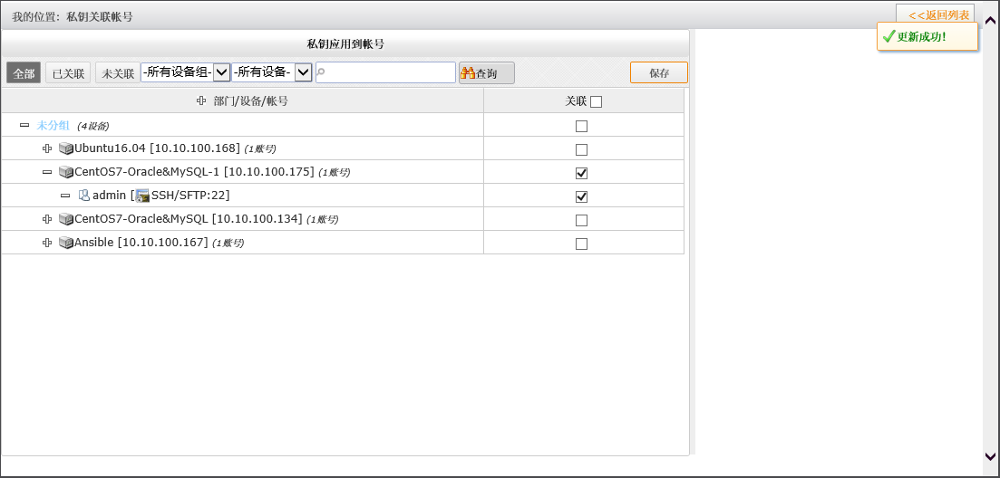 我的位置：私钥关联帐号
<<返回列表
更新成功!
私钥应用到帐号
全部 已关联 未关联 -所有设备组- -所有设备- 查询 保存
部门/设备/帐号 关联
未分组 (4设备)
Ubuntu16.04 [10.10.100.168] (1账号)
CentOS7-Oracle&MySQL-1 [10.10.100.175] (1账号)
admin [SSH/SFTP:22]
CentOS7-Oracle&MySQL [10.10.100.134] (1账号)
Ansible [10.10.100.167] (1账号)